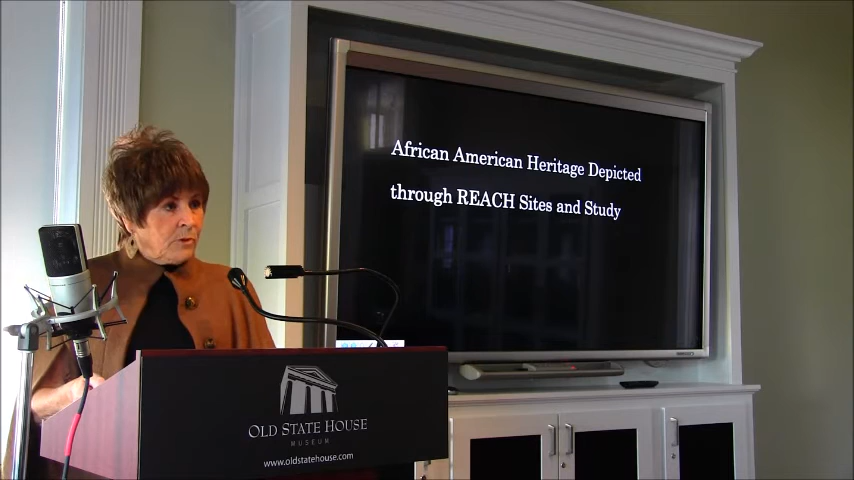 African American Heritage Depicted
through REACH Sites and Study
OLD STATE HOUSE
MUSEUM
www.oldstatehouse.com